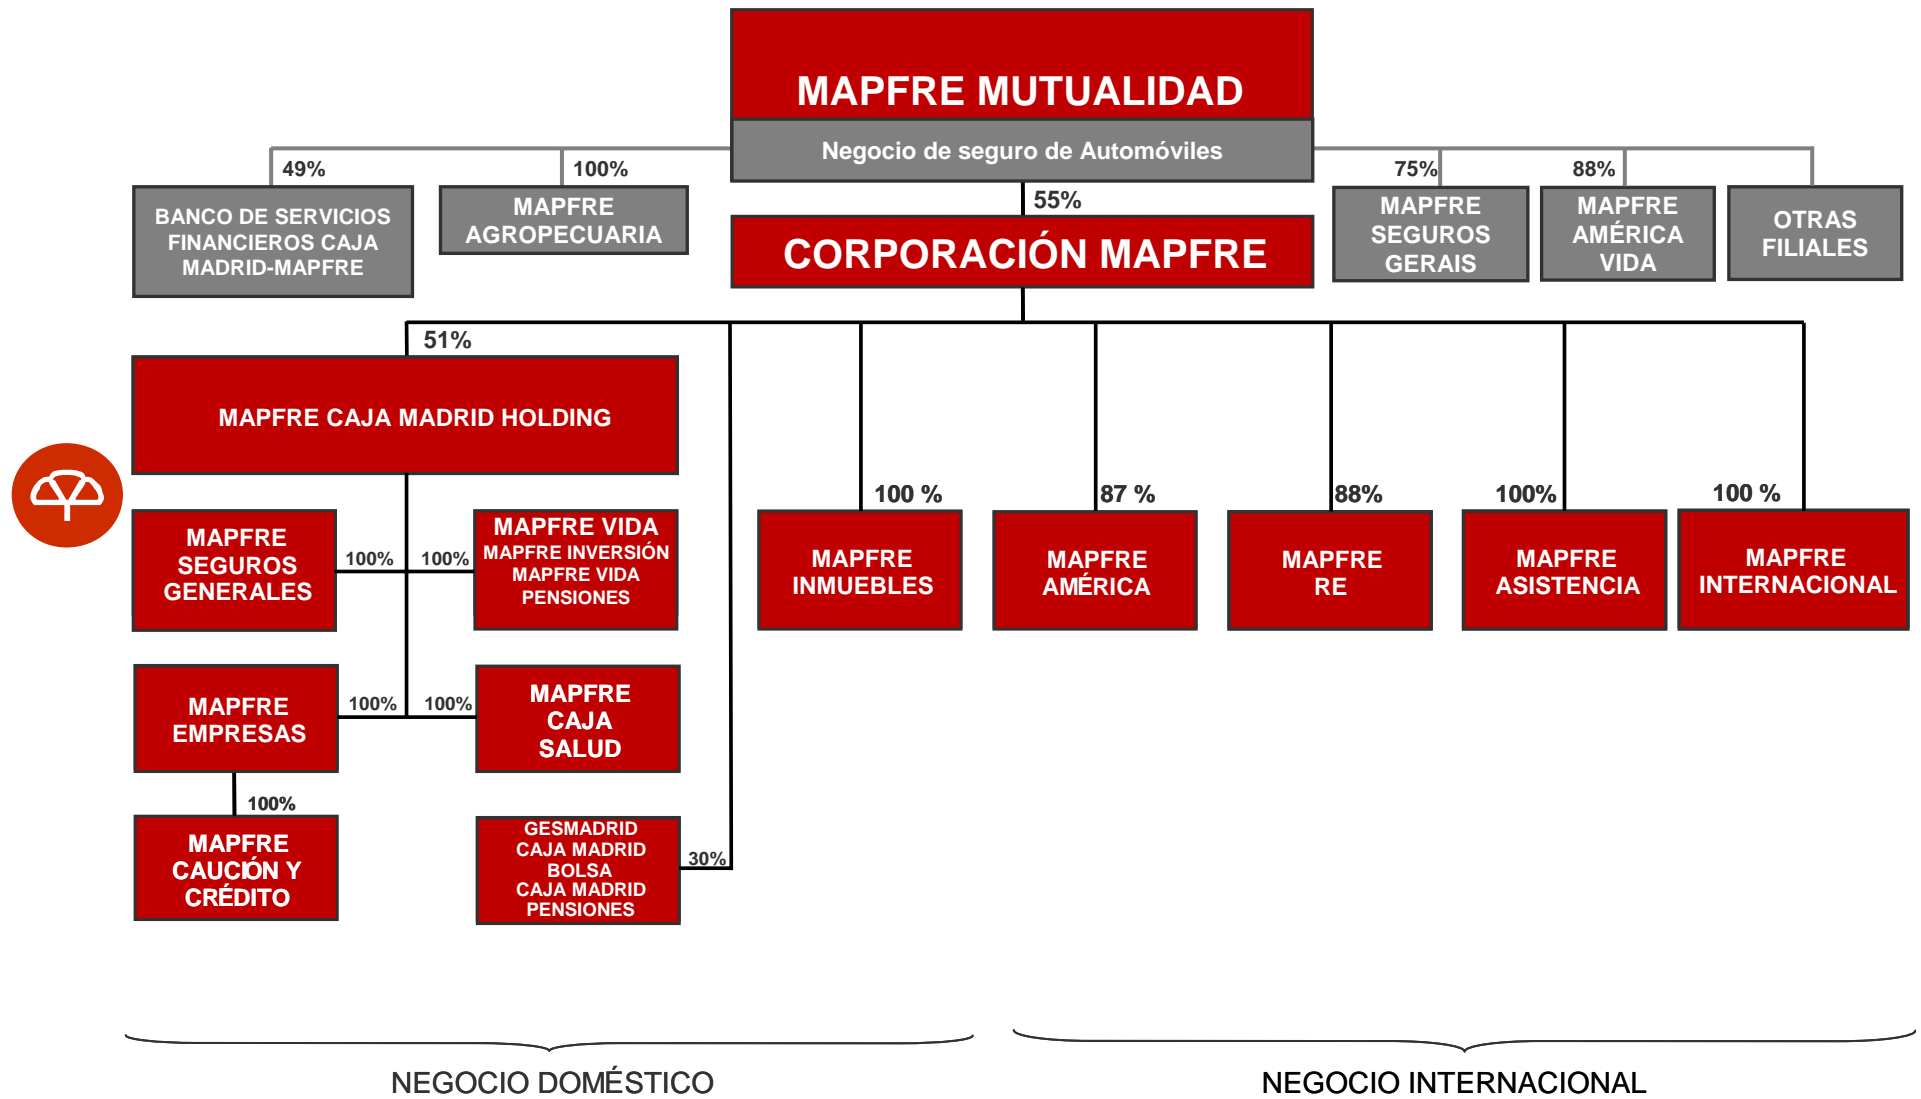 MAPFRE MUTUALIDAD
Negocio de seguro de Automóviles
49%
100%
75%
88%
BANCO DE SERVICIOS
FINANCIEROS CAJA
MADRID-MAPFRE
MAPFRE
AGROPECUARIA
55%
CORPORACIÓN MAPFRE
MAPFRE
SEGUROS
GERAIS
MAPFRE
AMÉRICA
VIDA
OTRAS
FILIALES
51%
MAPFRE CAJA MADRID HOLDING
100 %
87 %
88%
100%
100 %
MAPFRE
SEGUROS
GENERALES
100%
100%
MAPFRE VIDA
MAPFRE INVERSIÓN
MAPFRE VIDA
PENSIONES
MAPFRE
INMUEBLES
MAPFRE
AMÉRICA
MAPFRE
RE
MAPFRE
ASISTENCIA
MAPFRE
INTERNACIONAL
MAPFRE
EMPRESAS
100%
100%
MAPFRE
CAJA
SALUD
100%
MAPFRE
CAUCIÓN Y
CRÉDITO
GESMADRID
CAJA MADRID
BOLSA
CAJA MADRID
PENSIONES
30%
NEGOCIO DOMÉSTICO
NEGOCIO INTERNACIONAL